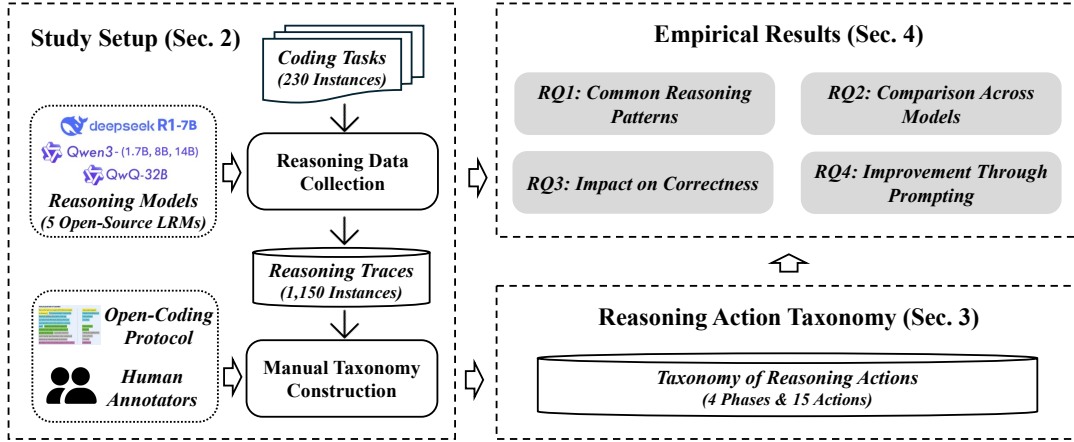 Study Setup (Sec. 2)
Coding Tasks
(230 Instances)
deepseek R1-7B
Qwen3-(1.7B, 8B, 14B)
QwQ-32B
Reasoning Models
(5 Open-Source LRMs)
Reasoning Data
Collection
Reasoning Traces
(1,150 Instances)
Open-Coding
Protocol
Human
Annotators
Manual Taxonomy
Construction
Empirical Results (Sec. 4)
RQ1: Common Reasoning
Patterns
RQ2: Comparison Across
Models
RQ3: Impact on Correctness
RQ4: Improvement Through
Prompting
Reasoning Action Taxonomy (Sec. 3)
Taxonomy of Reasoning Actions
(4 Phases & 15 Actions)